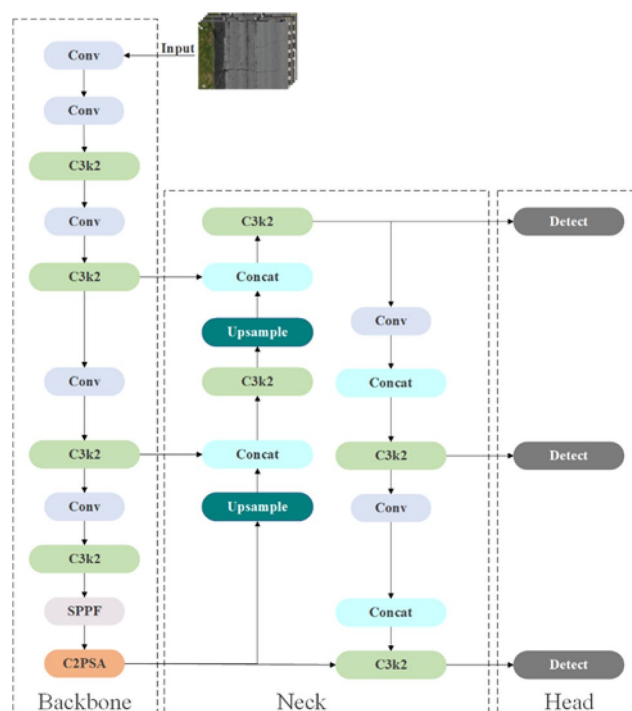 Input
Conv
Conv
C3k2
Conv
C3k2
Conv
C3k2
Conv
C3k2
SPPF
C2PSA
Backbone
C3k2
Concat
Upsample
C3k2
Concat
Upsample
Conv
Concat
C3k2
Conv
Concat
C3k2
Neck
Detect
Detect
Detect
Head